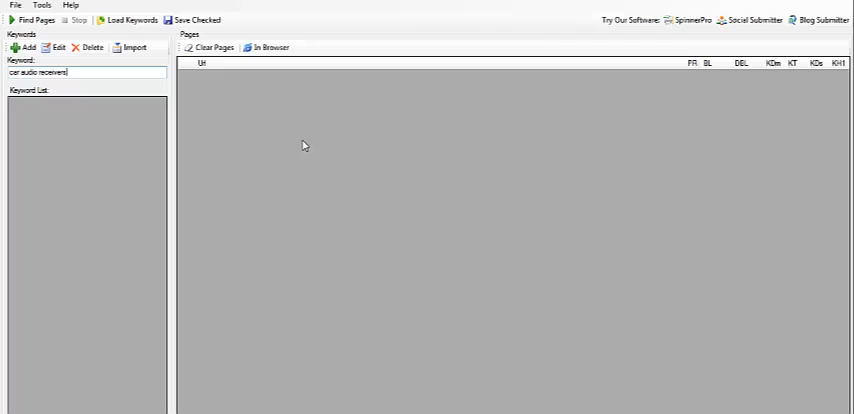 File Tools Help
Find Pages Stop Load Keywords Save Checked Try Our Software: SpinnerPro Social Submitter Blog Submitter
Keywords Pages
Add Edit Delete Import Clear Pages In Browser
Keyword:
car audio receivers
Url PR BL DBL KDm KT KDs KH1
Keyword List: